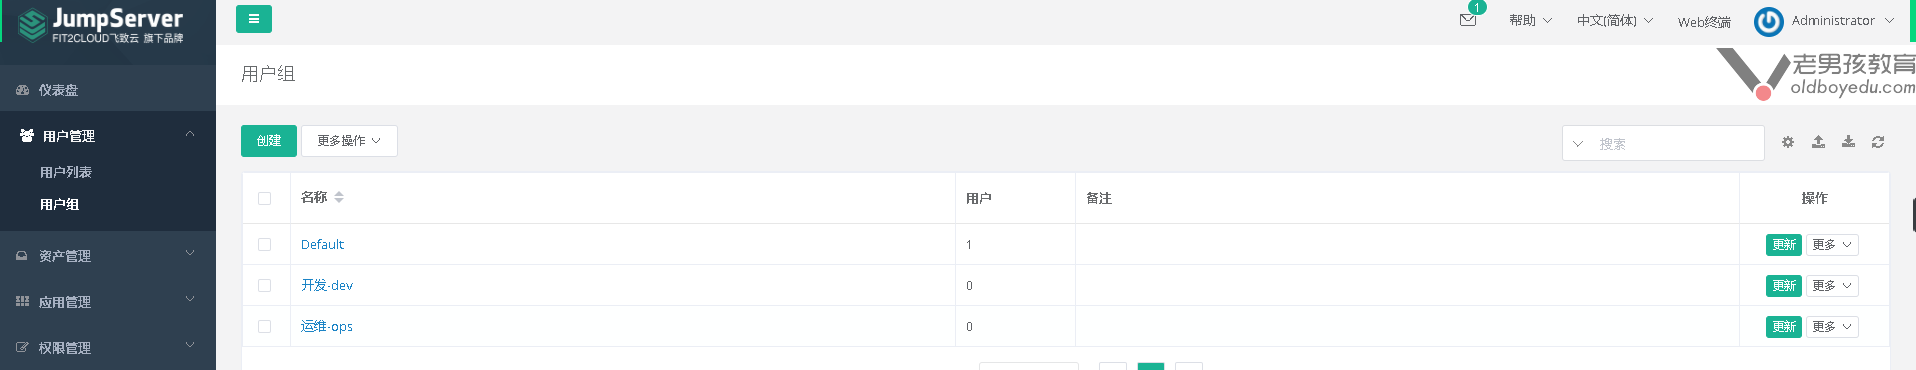 JumpServer
FIT2CLOUD飞致云 旗下品牌
1
帮助
中文(简体)
Web终端
Administrator
仪表盘
用户管理
用户列表
用户组
资产管理
应用管理
权限管理
用户组
老男孩教育
oldboyedu.com
创建
更多操作
搜索
名称
用户
备注
操作
Default
1
更新
更多
开发-dev
0
更新
更多
运维-ops
0
更新
更多